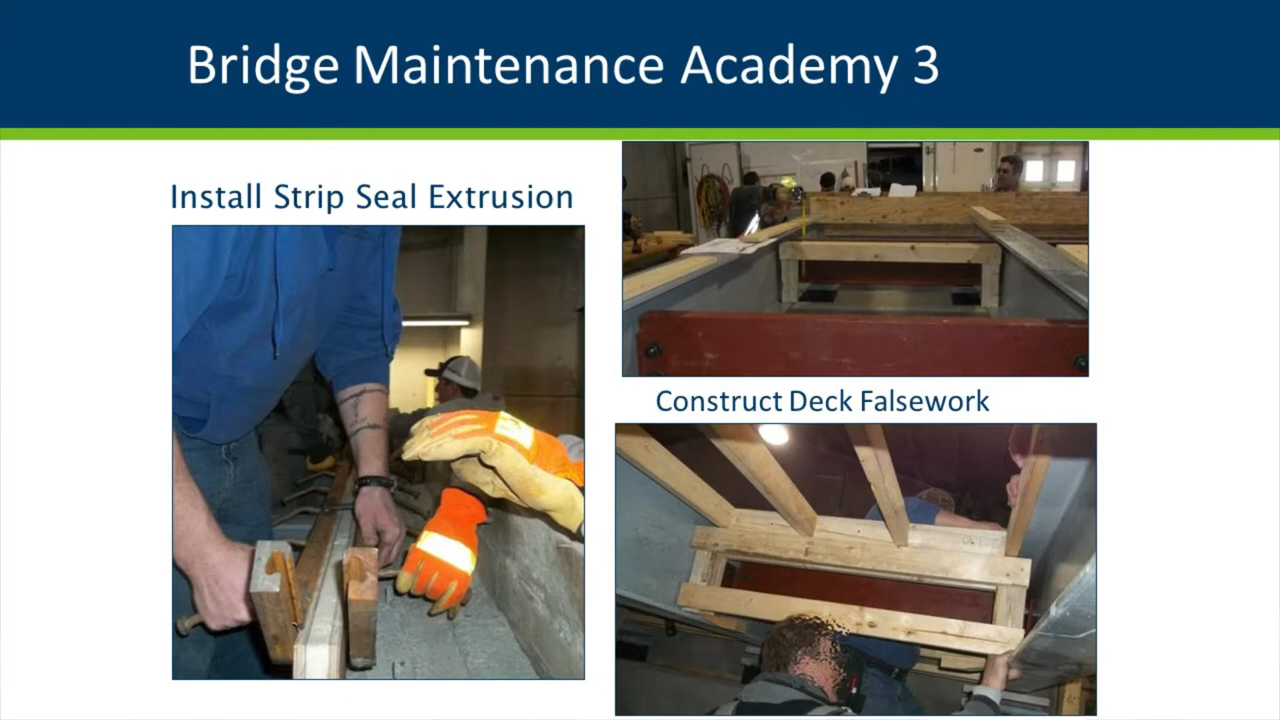 Bridge Maintenance Academy 3
Install Strip Seal Extrusion
Construct Deck Falsework